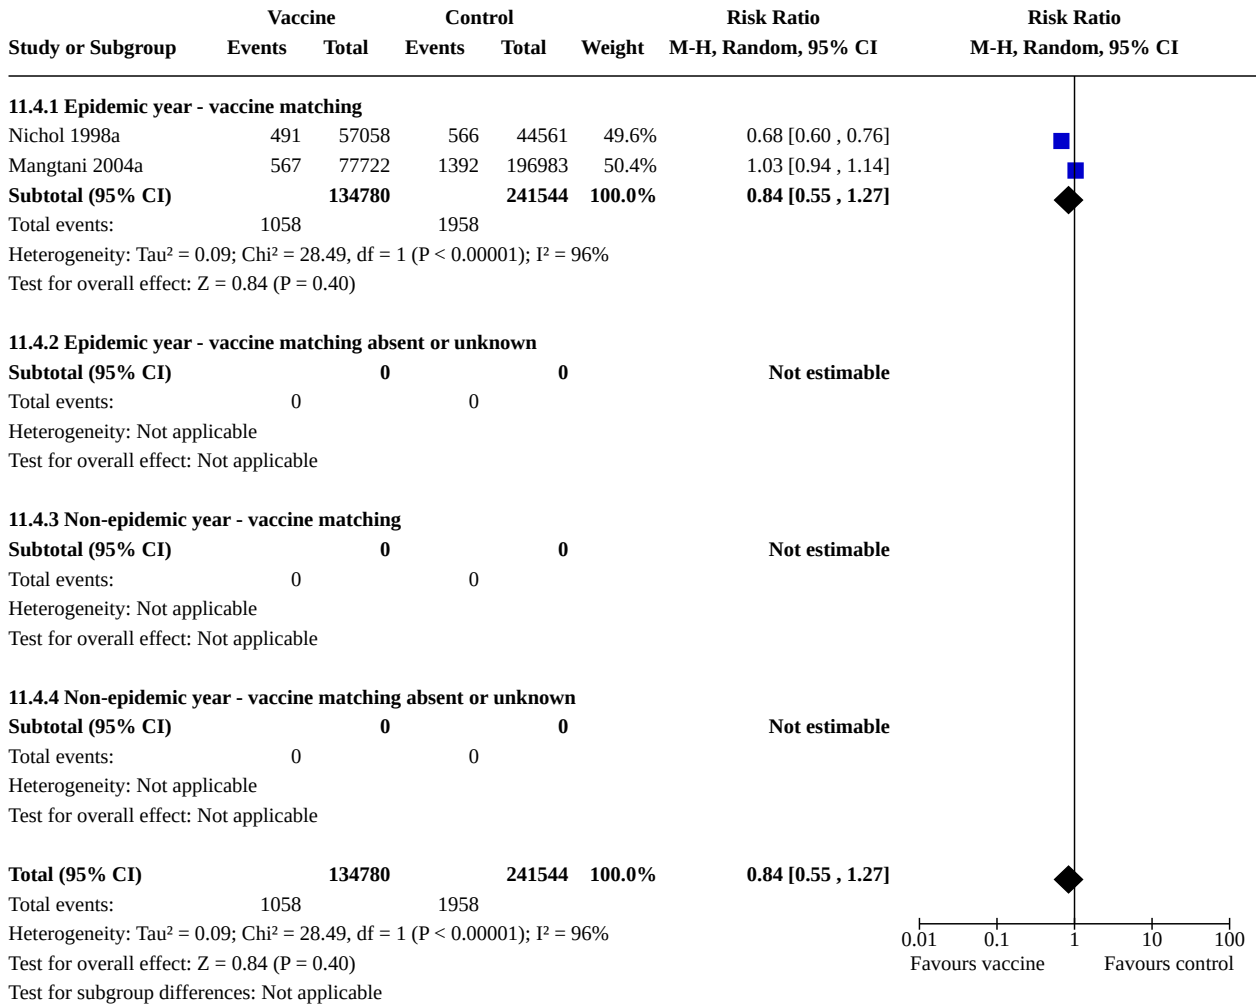 Vaccine Control Risk Ratio Risk Ratio
Study or Subgroup Events Total Events Total Weight M-H, Random, 95% CI M-H, Random, 95% CI
11.4.1 Epidemic year - vaccine matching
Nichol 1998a 491 57058 566 44561 49.6% 0.68 [0.60 , 0.76]
Mangtani 2004a 567 77722 1392 196983 50.4% 1.03 [0.94 , 1.14]
Subtotal (95% CI) 134780 241544 100.0% 0.84 [0.55 , 1.27]
Total events: 1058 1958
Heterogeneity: Tau² = 0.09; Chi² = 28.49, df = 1 (P < 0.00001); I² = 96%
Test for overall effect: Z = 0.84 (P = 0.40)
11.4.2 Epidemic year - vaccine matching absent or unknown
Subtotal (95% CI) 0 0 Not estimable
Total events: 0 0
Heterogeneity: Not applicable
Test for overall effect: Not applicable
11.4.3 Non-epidemic year - vaccine matching
Subtotal (95% CI) 0 0 Not estimable
Total events: 0 0
Heterogeneity: Not applicable
Test for overall effect: Not applicable
11.4.4 Non-epidemic year - vaccine matching absent or unknown
Subtotal (95% CI) 0 0 Not estimable
Total events: 0 0
Heterogeneity: Not applicable
Test for overall effect: Not applicable
Total (95% CI) 134780 241544 100.0% 0.84 [0.55 , 1.27]
Total events: 1058 1958
Heterogeneity: Tau² = 0.09; Chi² = 28.49, df = 1 (P < 0.00001); I² = 96%
0.01 0.1 1 10 100
Test for overall effect: Z = 0.84 (P = 0.40) Favours vaccine Favours control
Test for subgroup differences: Not applicable